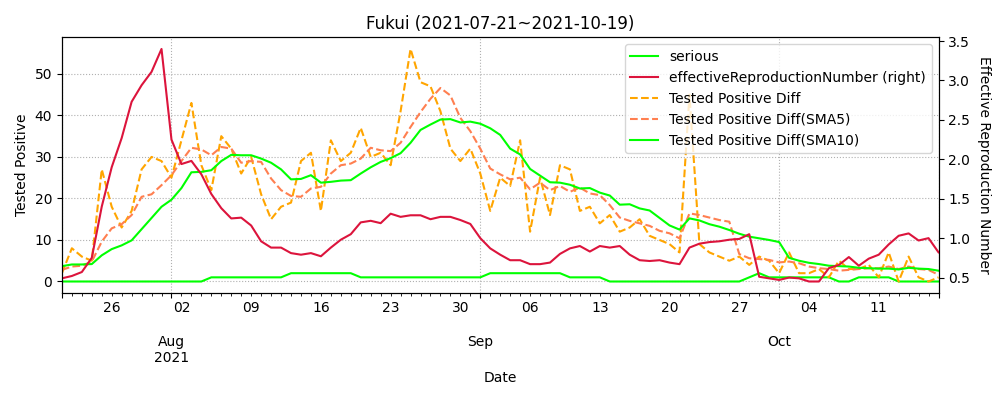 Fukui (2021-07-21~2021-10-19)
serious
effectiveReproductionNumber (right)
Tested Positive Diff
Tested Positive Diff(SMA5)
Tested Positive Diff(SMA10)
Tested Positive
50
40
30
20
10
0
3.5
3.0
2.5
2.0
1.5
1.0
0.5
Effective Reproduction Number
26 02 09 16 23 30 06 13 20 27 04 11
Aug Sep Oct
2021
Date